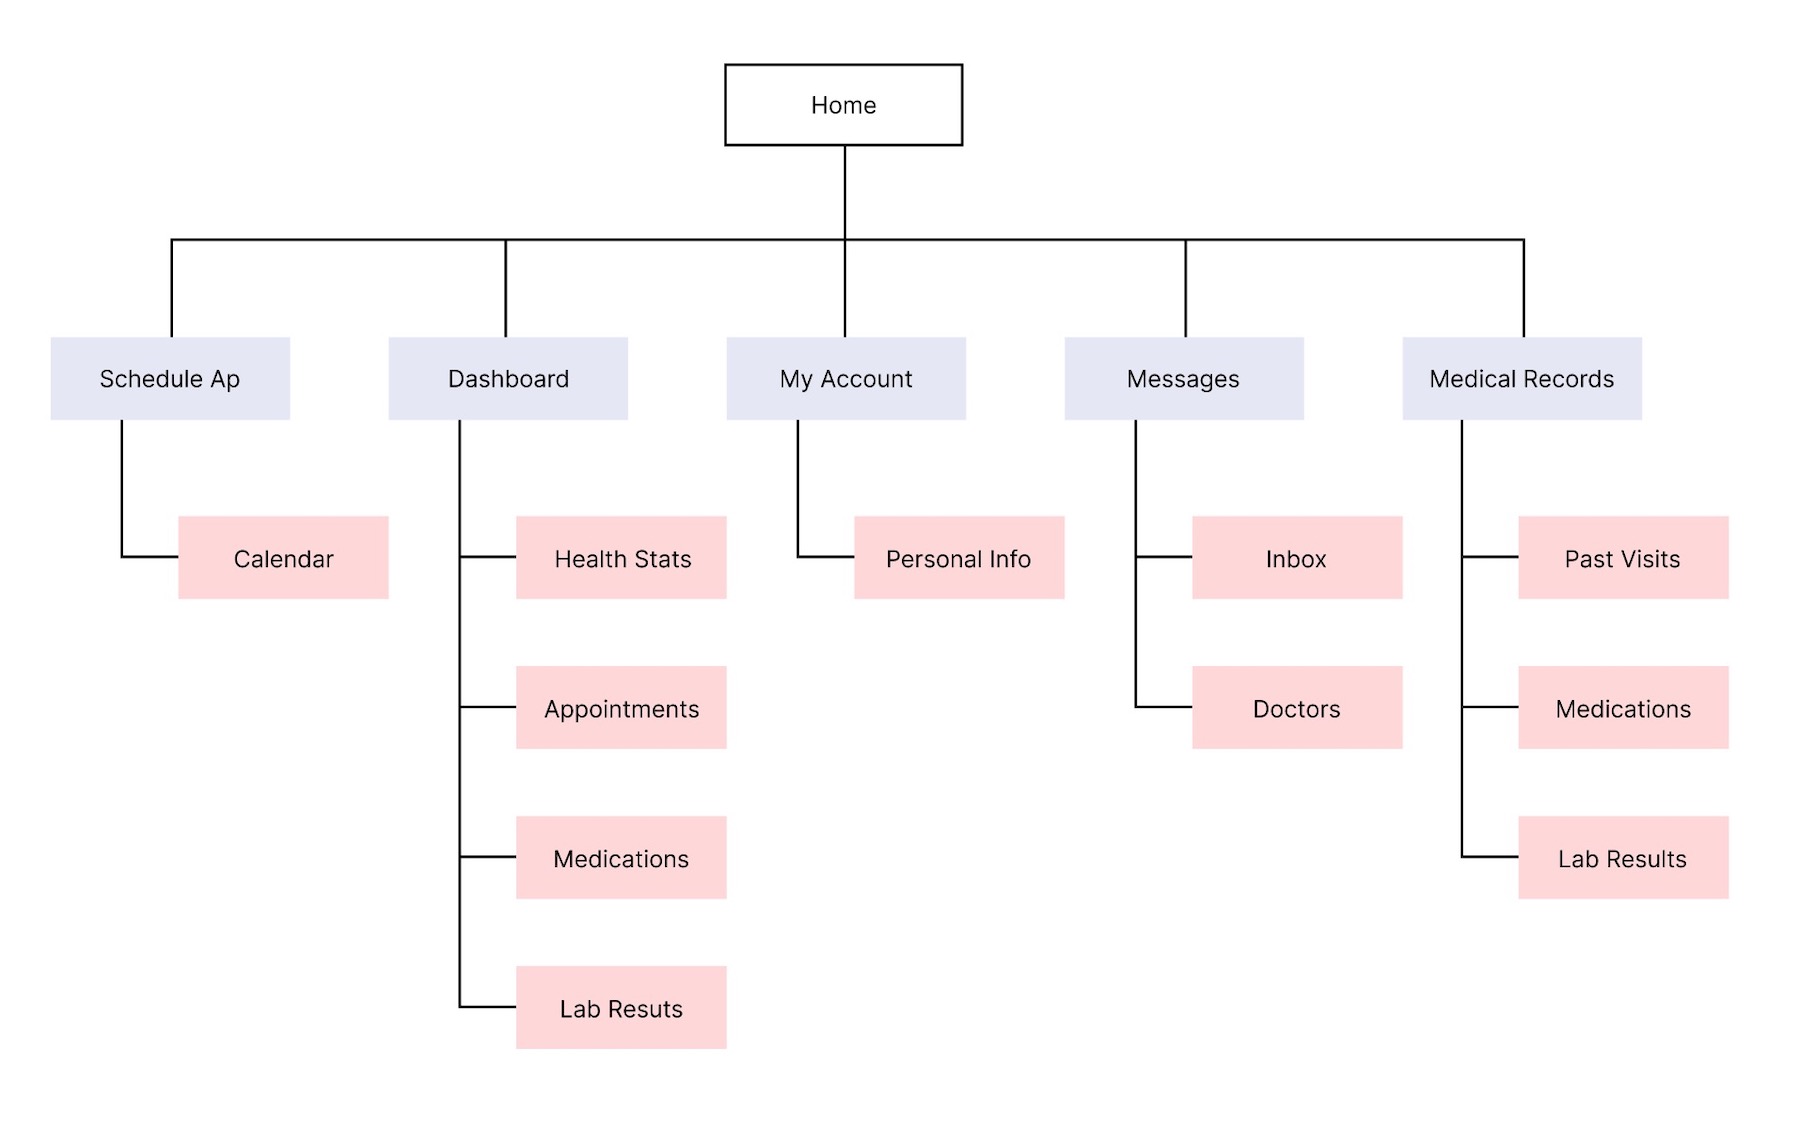 Home
Schedule Ap
Dashboard
My Account
Messages
Medical Records
Calendar
Health Stats
Personal Info
Inbox
Past Visits
Appointments
Doctors
Medications
Medications
Lab Results
Lab Resuts